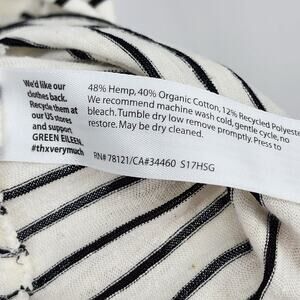 We'd like our
clothes back.
Recycle them at
our US stores
and support
GREEN EILEEN.
#thxverymuch
48% Hemp, 40% Organic Cotton, 12% Recycled Polyester
We recommend machine wash cold, gentle cycle, no
bleach. Tumble dry low remove promptly. Press to
restore. May be dry cleaned.
RN# 78121/CA#34460 S17HSG